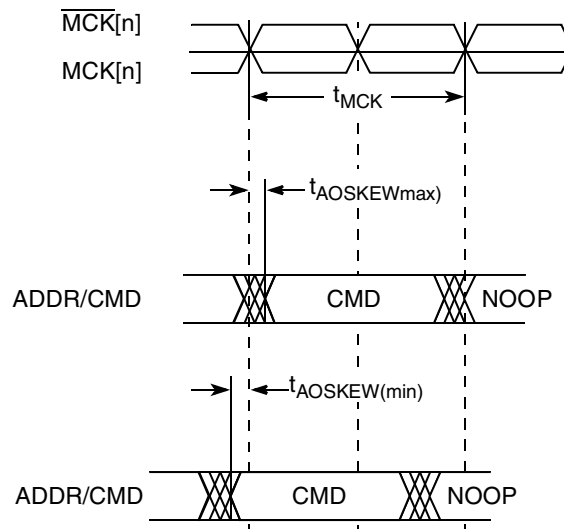 MCK[n]
MCK[n]
tMCK
tAOSKEWmax)
ADDR/CMD CMD NOOP
tAOSKEW(min)
ADDR/CMD CMD NOOP